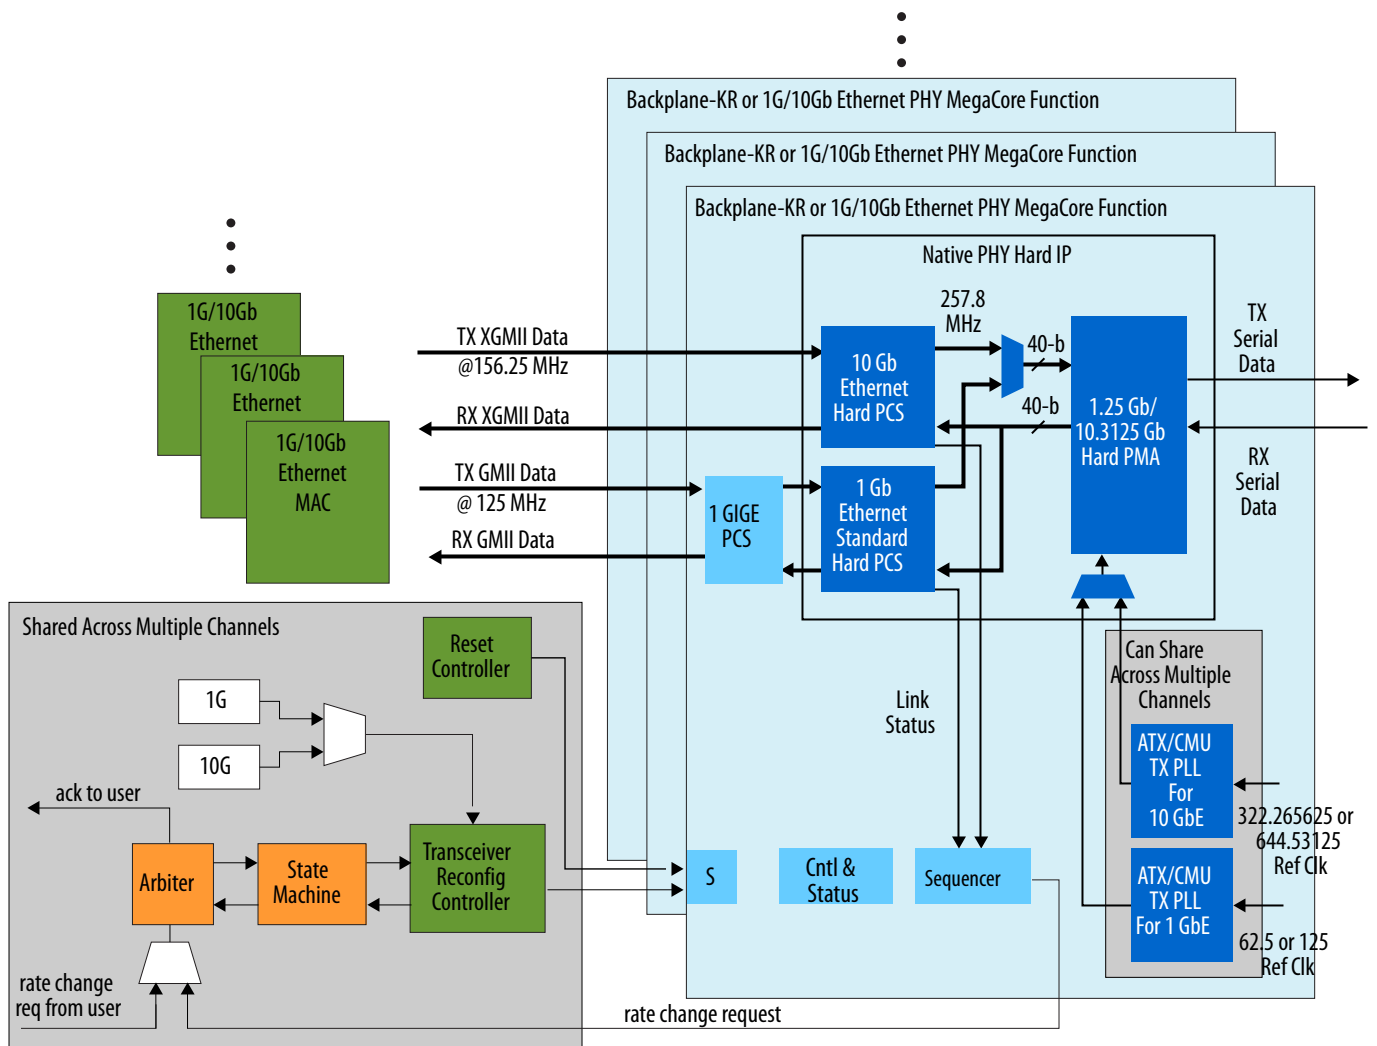 Backplane-KR or 1G/10Gb Ethernet PHY MegaCore Function
Backplane-KR or 1G/10Gb Ethernet PHY MegaCore Function
Backplane-KR or 1G/10Gb Ethernet PHY MegaCore Function
Native PHY Hard IP
257.8
MHz
1G/10Gb
Ethernet
1G/10Gb
Ethernet
1G/10Gb
Ethernet
MAC
TX XGMII Data
@156.25 MHz
RX XGMII Data
TX GMII Data
@ 125 MHz
RX GMII Data
10 Gb
Ethernet
Hard PCS
40-b
40-b
1.25 Gb/
10.3125 Gb
Hard PMA
TX
Serial
Data
RX
Serial
Data
1 GIGE
PCS
1 Gb
Ethernet
Standard
Hard PCS
Shared Across Multiple Channels
Reset
Controller
1G
10G
ack to user
Arbiter
State
Machine
Transceiver
Reconfig
Controller
rate change
req from user
rate change request
Link
Status
S
Cntl &
Status
Sequencer
Can Share
Across Multiple
Channels
ATX/CMU
TX PLL
For
10 GbE
322.265625 or
644.53125
Ref Clk
ATX/CMU
TX PLL
For 1 GbE
62.5 or 125
Ref Clk